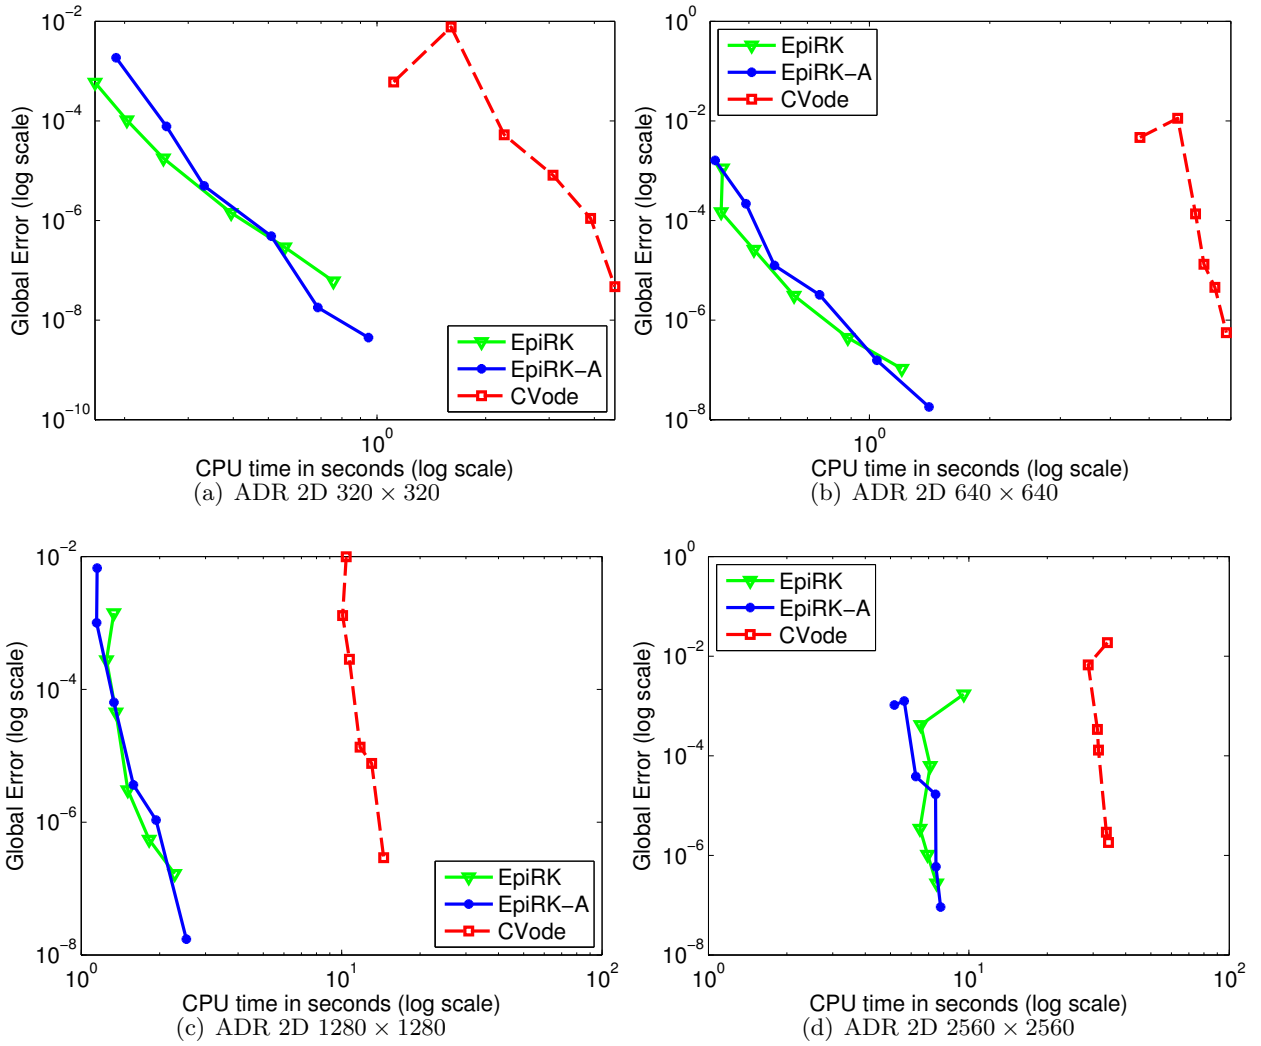 10^-2
10^-4
10^-6
10^-8
10^-10
Global Error (log scale)
EpiRK
EpiRK-A
CVode
10^0
CPU time in seconds (log scale)
(a) ADR 2D 320 × 320
10^0
10^-2
10^-4
10^-6
10^-8
Global Error (log scale)
EpiRK
EpiRK-A
CVode
10^0
CPU time in seconds (log scale)
(b) ADR 2D 640 × 640
10^-2
10^-4
10^-6
10^-8
Global Error (log scale)
EpiRK
EpiRK-A
CVode
10^0 10^1 10^2
CPU time in seconds (log scale)
(c) ADR 2D 1280 × 1280
10^0
10^-2
10^-4
10^-6
10^-8
Global Error (log scale)
EpiRK
EpiRK-A
CVode
10^0 10^1 10^2
CPU time in seconds (log scale)
(d) ADR 2D 2560 × 2560